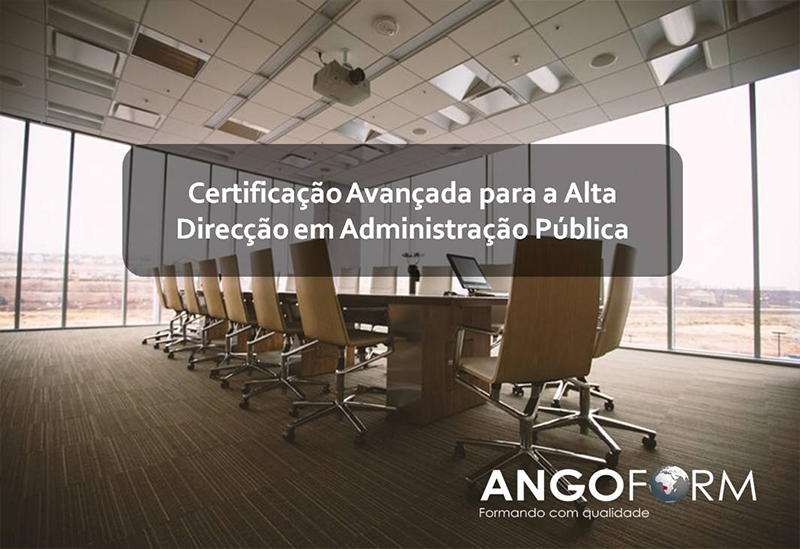 Certificação Avançada para a Alta
Direcção em Administração Pública
ANGOFORM
Formando com qualidade